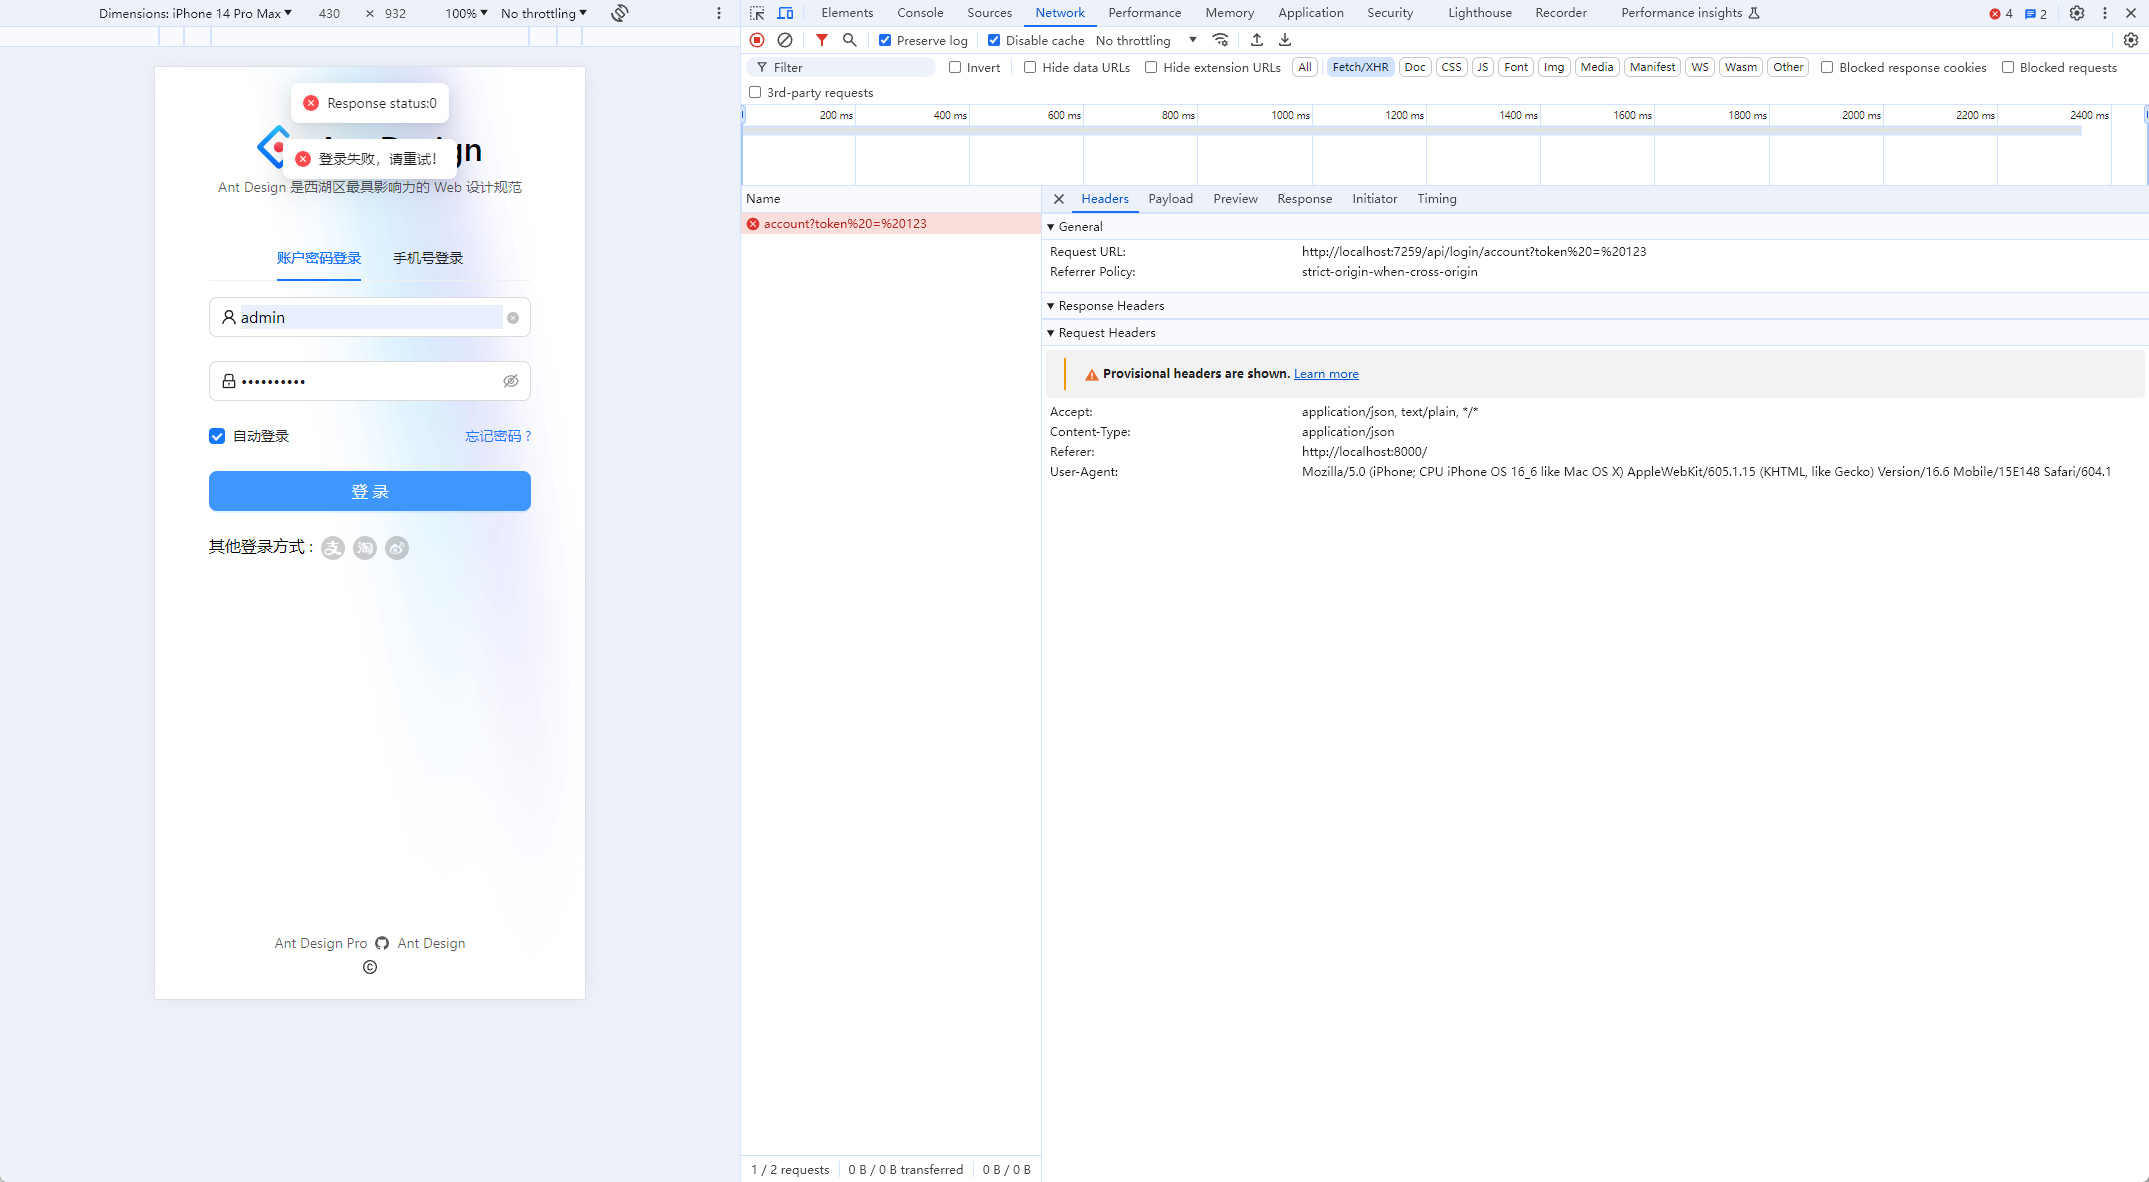 Dimensions: iPhone 14 Pro Max 430 × 932 100% No throttling
Response status:0
登录失败，请重试！
gn
Ant Design 是西湖区最具影响力的 Web 设计规范
账户密码登录 手机号登录
admin
••••••••••
自动登录 忘记密码 ?
登 录
其他登录方式 : 支 淘
Ant Design Pro Ant Design
©
Elements Console Sources Network Performance Memory Application Security Lighthouse Recorder Performance insights 4 2
Preserve log Disable cache No throttling
Filter Invert Hide data URLs Hide extension URLs All Fetch/XHR Doc CSS JS Font Img Media Manifest WS Wasm Other Blocked response cookies Blocked requests
3rd-party requests
200 ms 400 ms 600 ms 800 ms 1000 ms 1200 ms 1400 ms 1600 ms 1800 ms 2000 ms 2200 ms 2400 ms
Name
account?token%20=%20123
Headers Payload Preview Response Initiator Timing
General
Request URL: http://localhost:7259/api/login/account?token%20=%20123
Referrer Policy: strict-origin-when-cross-origin
Response Headers
Request Headers
Provisional headers are shown. Learn more
Accept: application/json, text/plain, */*
Content-Type: application/json
Referer: http://localhost:8000/
User-Agent: Mozilla/5.0 (iPhone; CPU iPhone OS 16_6 like Mac OS X) AppleWebKit/605.1.15 (KHTML, like Gecko) Version/16.6 Mobile/15E148 Safari/604.1
1 / 2 requests 0 B / 0 B transferred 0 B / 0 B